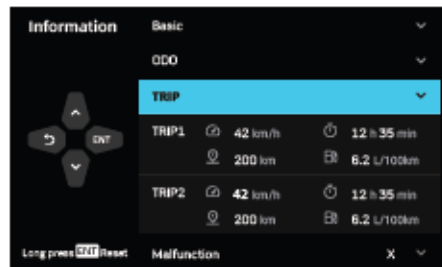 Information
Basic
ODO
TRIP
ENT
TRIP1 42 km/h 12 h 35 min
200 km 6.2 L/100km
TRIP2 42 km/h 12 h 35 min
200 km 6.2 L/100km
Long press ENT Reset
Malfunction X